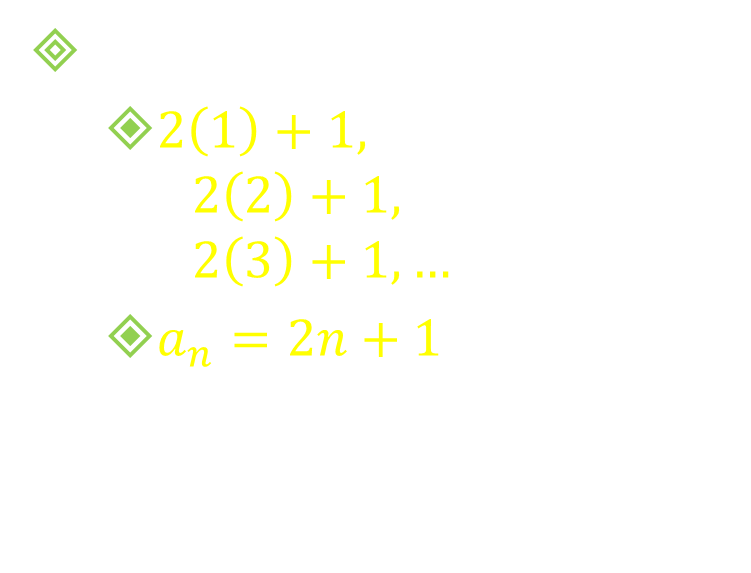 2(1) + 1,
2(2) + 1,
2(3) + 1, …
aₙ = 2n + 1